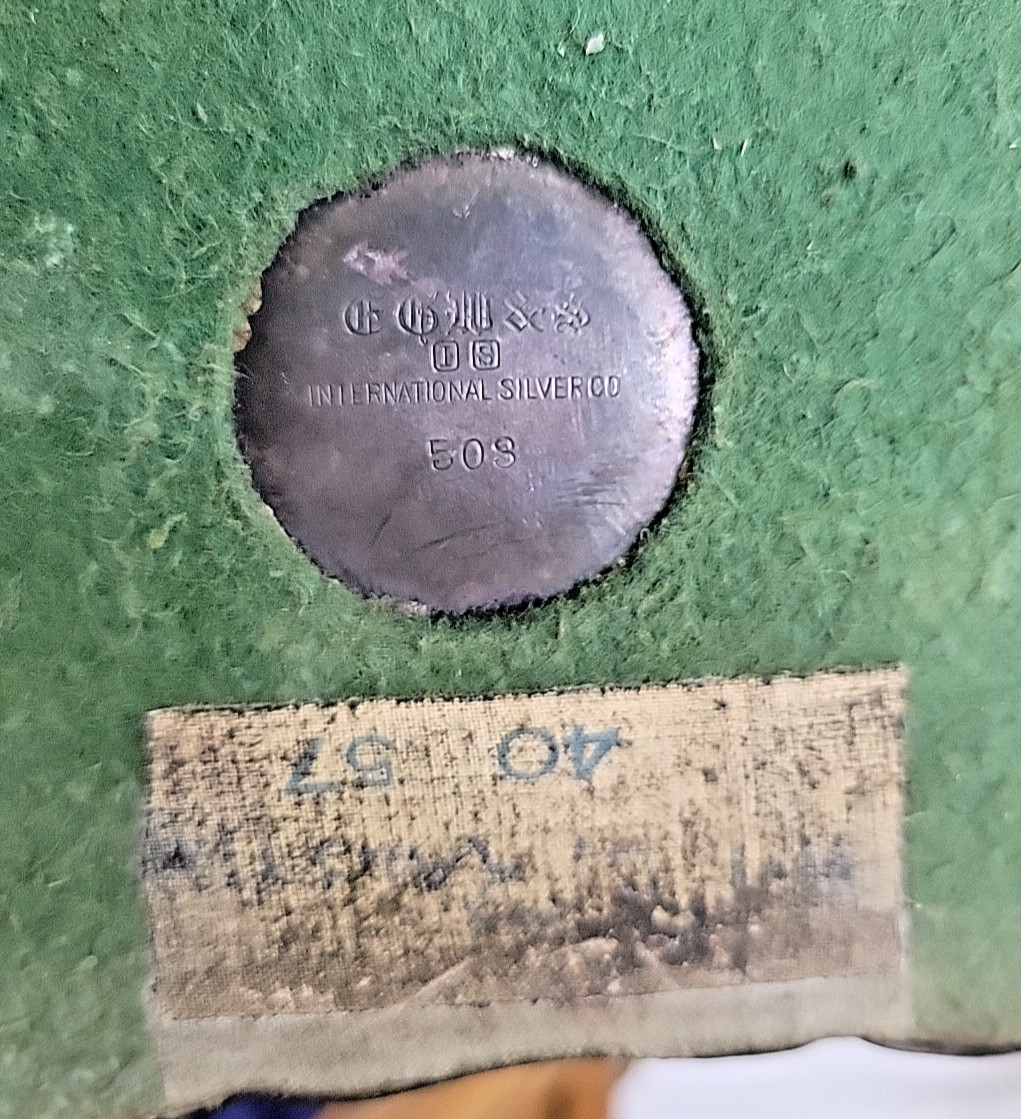 E G W & S
I S
INTERNATIONAL SILVER CO
508
40 57